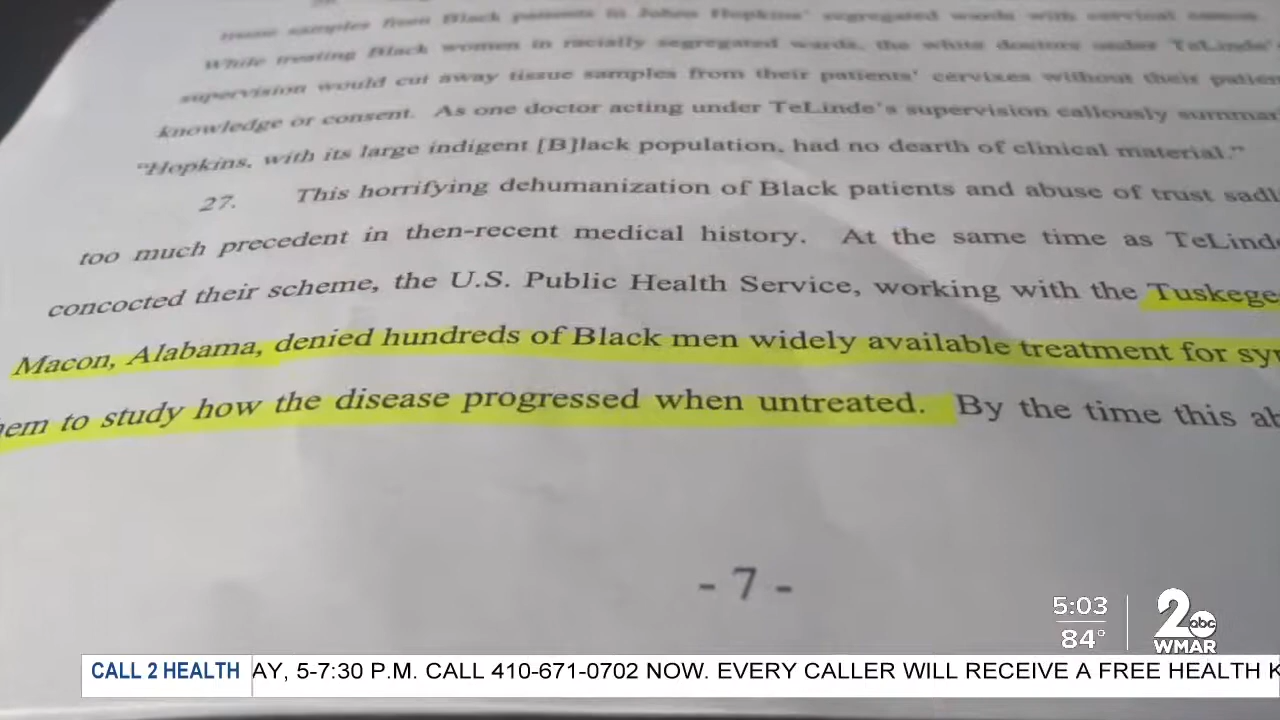 tissue samples from Black patients in Johns Hopkins' segregated wards with cervical
While treating Black women in racially segregated wards, the white doctors under TeLinde'
supervision would cut away tissue samples from their patients' cervixes without their patien
knowledge or consent. As one doctor acting under TeLinde's supervision callously summar
"Hopkins, with its large indigent [B]lack population, had no dearth of clinical material."
27. This horrifying dehumanization of Black patients and abuse of trust sadl
too much precedent in then-recent medical history. At the same time as TeLinde
concocted their scheme, the U.S. Public Health Service, working with the Tuskege
Macon, Alabama, denied hundreds of Black men widely available treatment for syp
em to study how the disease progressed when untreated. By the time this ab
- 7 -
5:03
84°
2 abc
WMAR
CALL 2 HEALTH AY, 5-7:30 P.M. CALL 410-671-0702 NOW. EVERY CALLER WILL RECEIVE A FREE HEALTH K